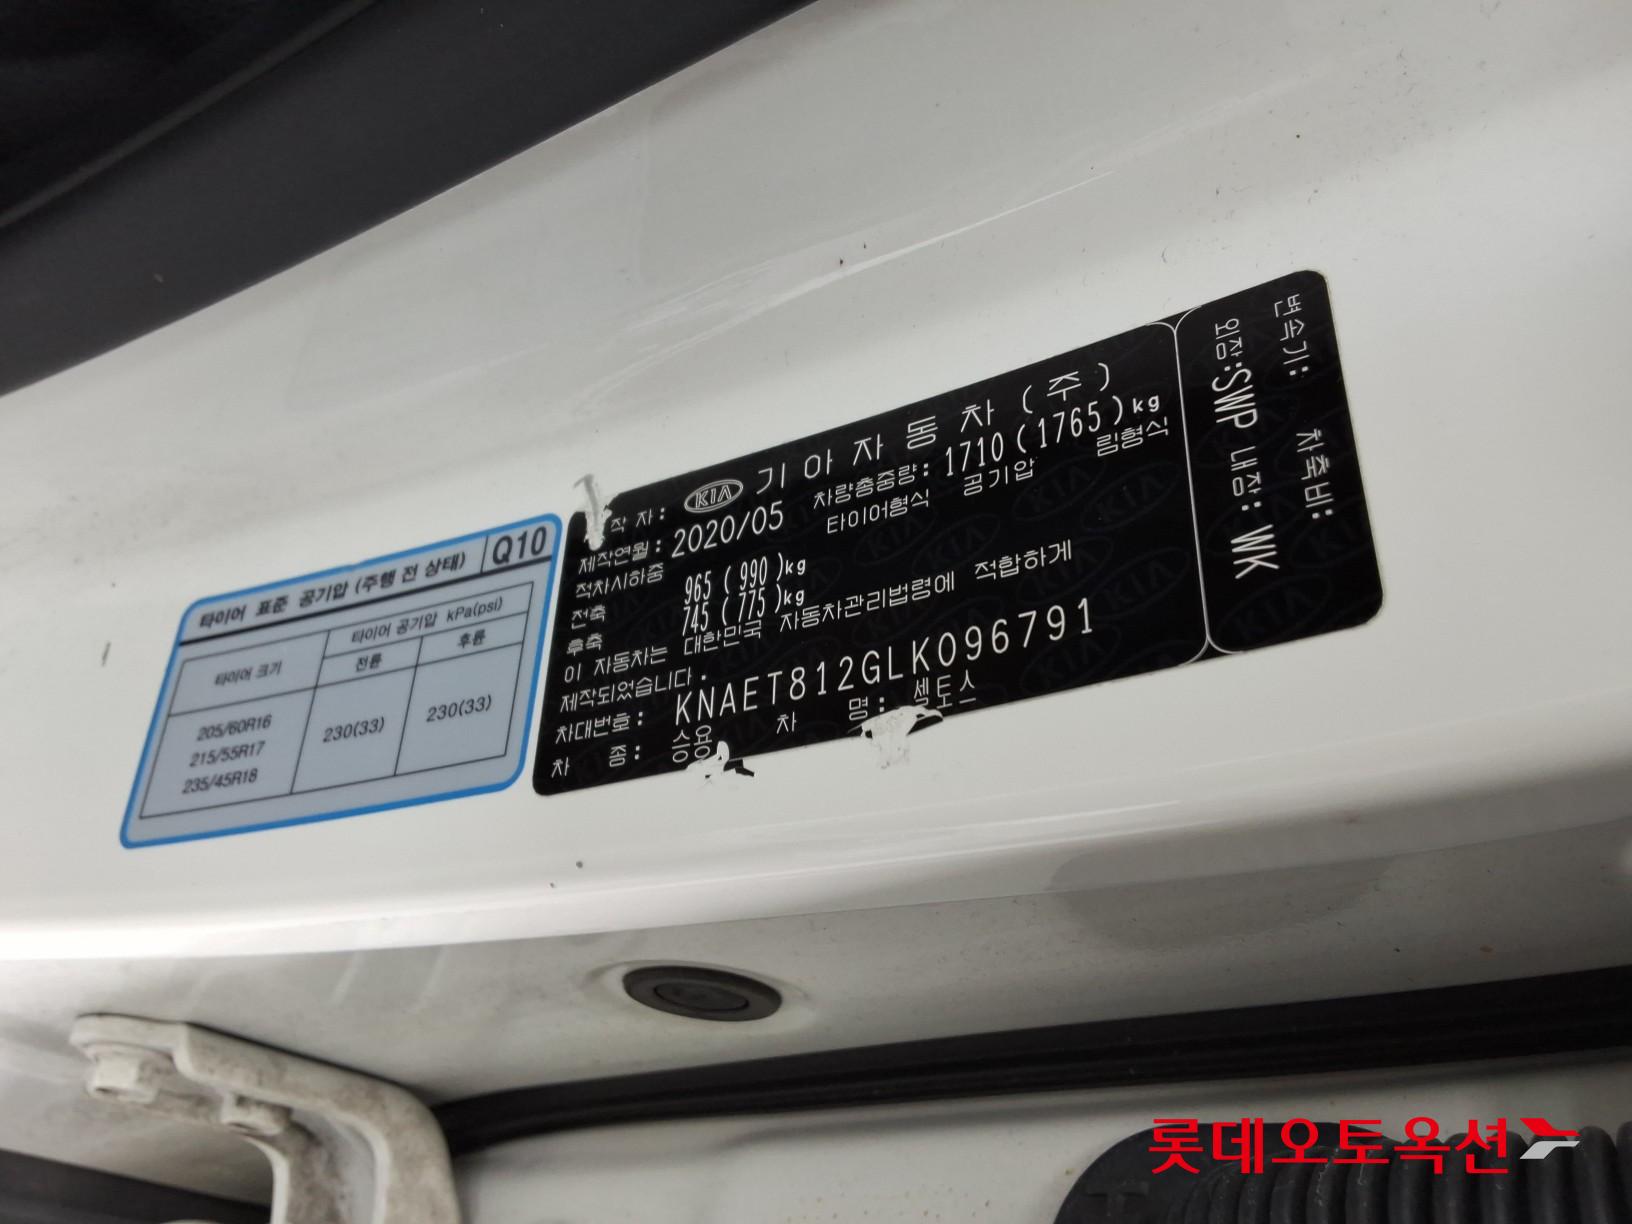 타이어 표준 공기압 (주행 전 상태) Q10
타이어 크기
타이어 공기압 kPa(psi)
전륜 후륜
205/60R16
215/55R17
235/45R18
230(33) 230(33)
작 자: KIA 기아자동차(주)
제작연월: 2020/05 차량총중량: 1710(1765)kg
적차시하중 타이어형식 공기압 림형식
전축 965( 990)kg
후축 745( 775)kg
이 자동차는 대한민국 자동차관리법령에 적합하게
제작되었습니다.
차대번호: KNAET812GLK096791
차 종: 승용 차 명: 셀토스
변속기: 차축비:
외장:SWP 내장: WK
롯데오토옥션